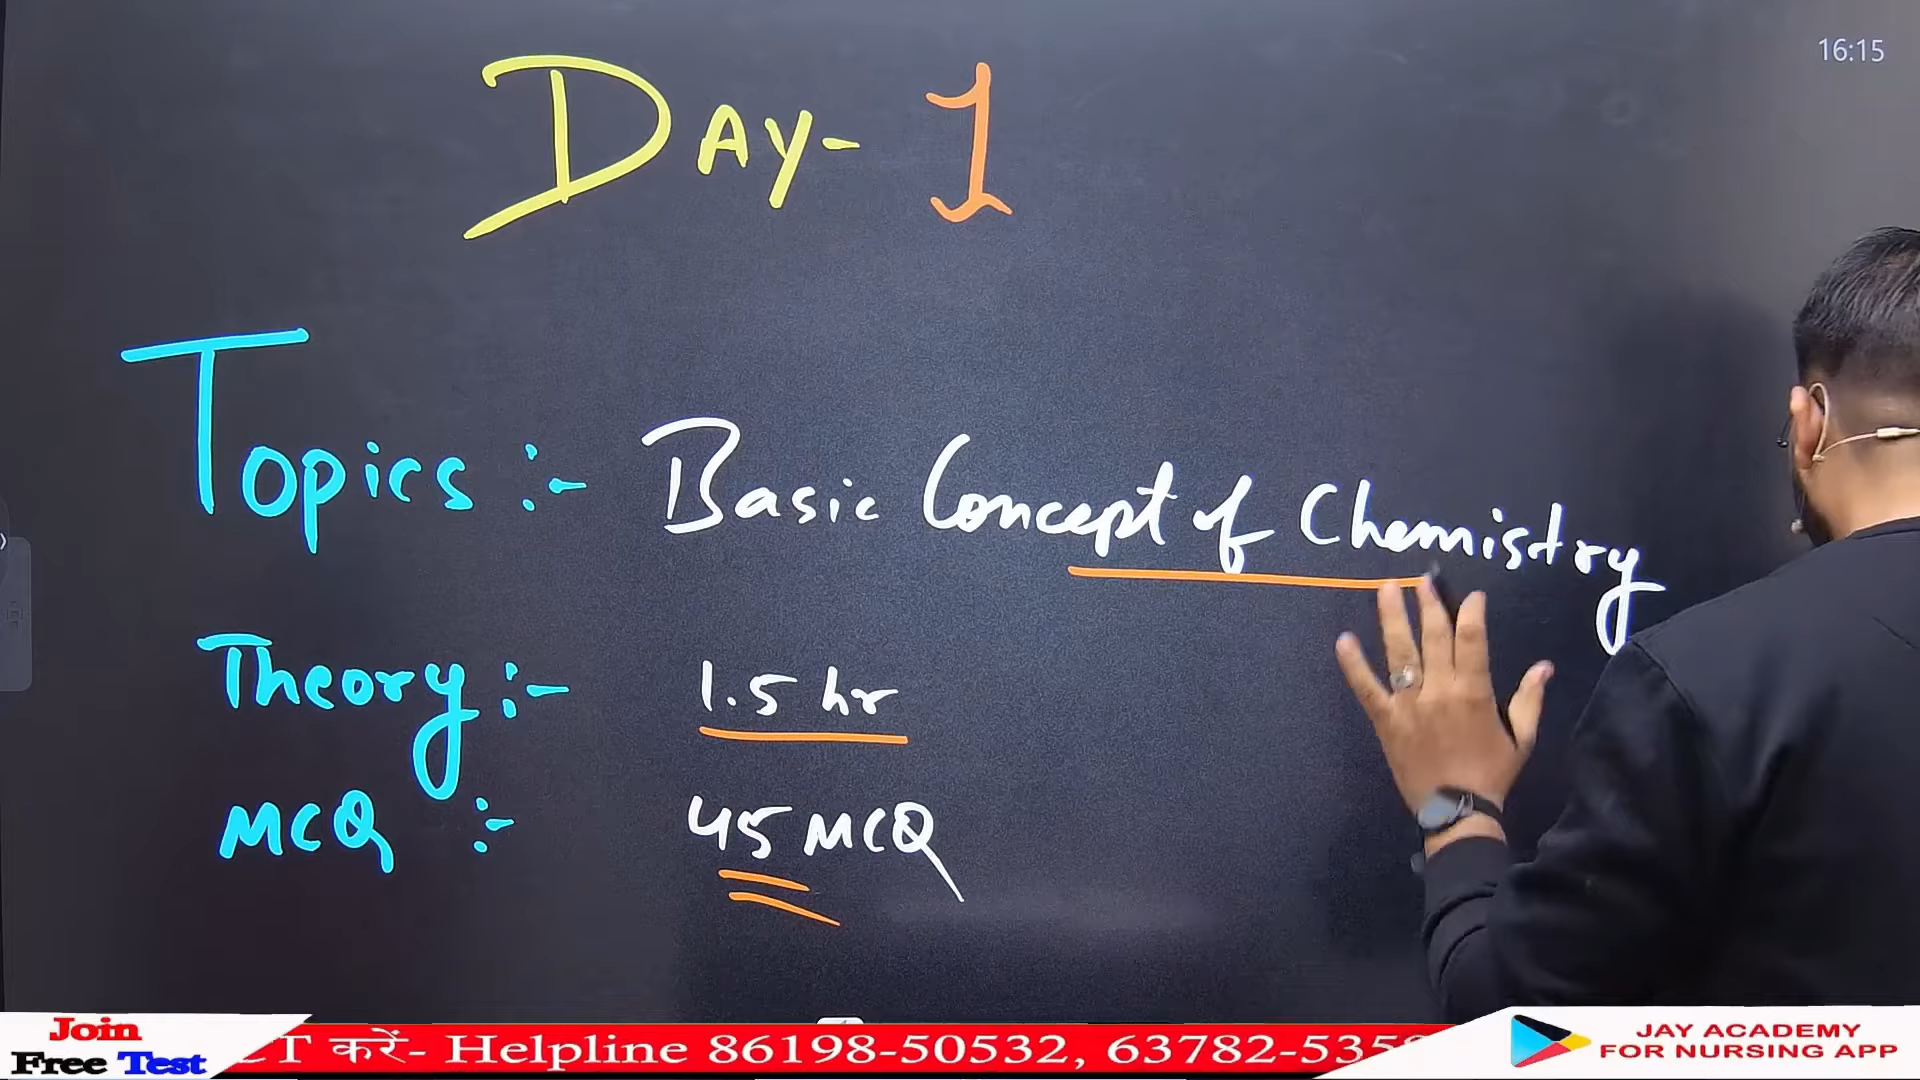 16:15
DAY- 1
Topics :- Basic Concept of Chemistry
Theory :- 1.5 hr
MCQ :- 45 MCQ
Join
Free Test
करें- Helpline 86198-50532, 63782-535
JAY ACADEMY
FOR NURSING APP